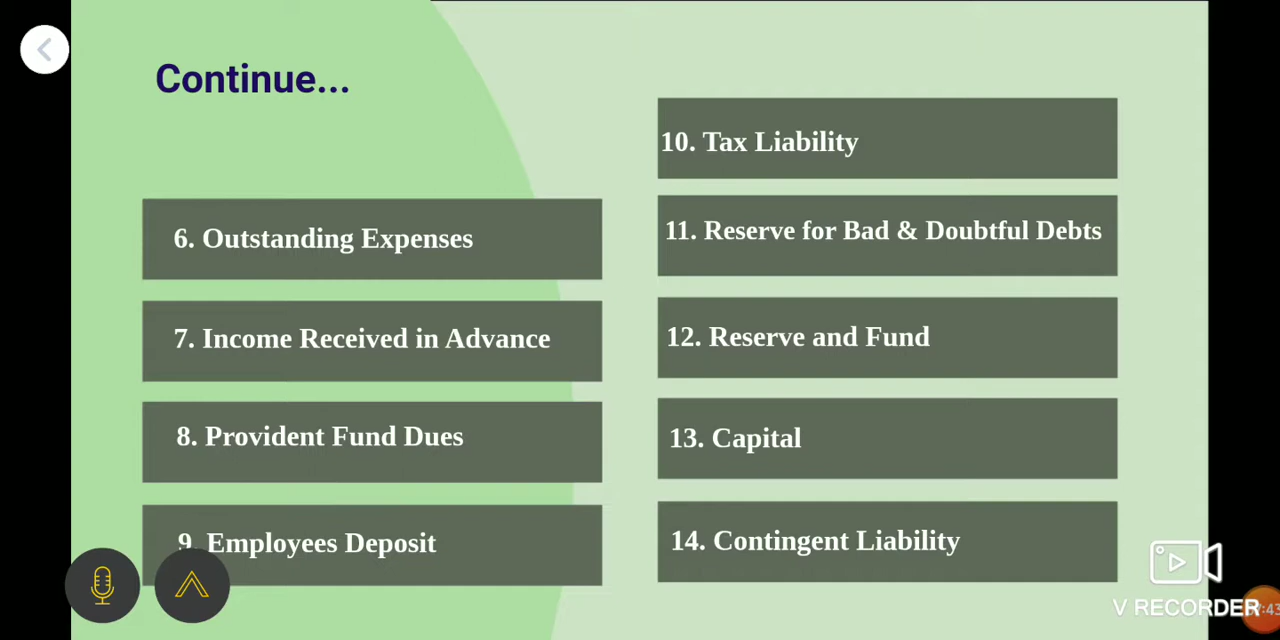 Continue...
6. Outstanding Expenses
7. Income Received in Advance
8. Provident Fund Dues
9. Employees Deposit
10. Tax Liability
11. Reserve for Bad & Doubtful Debts
12. Reserve and Fund
13. Capital
14. Contingent Liability
V RECORDER